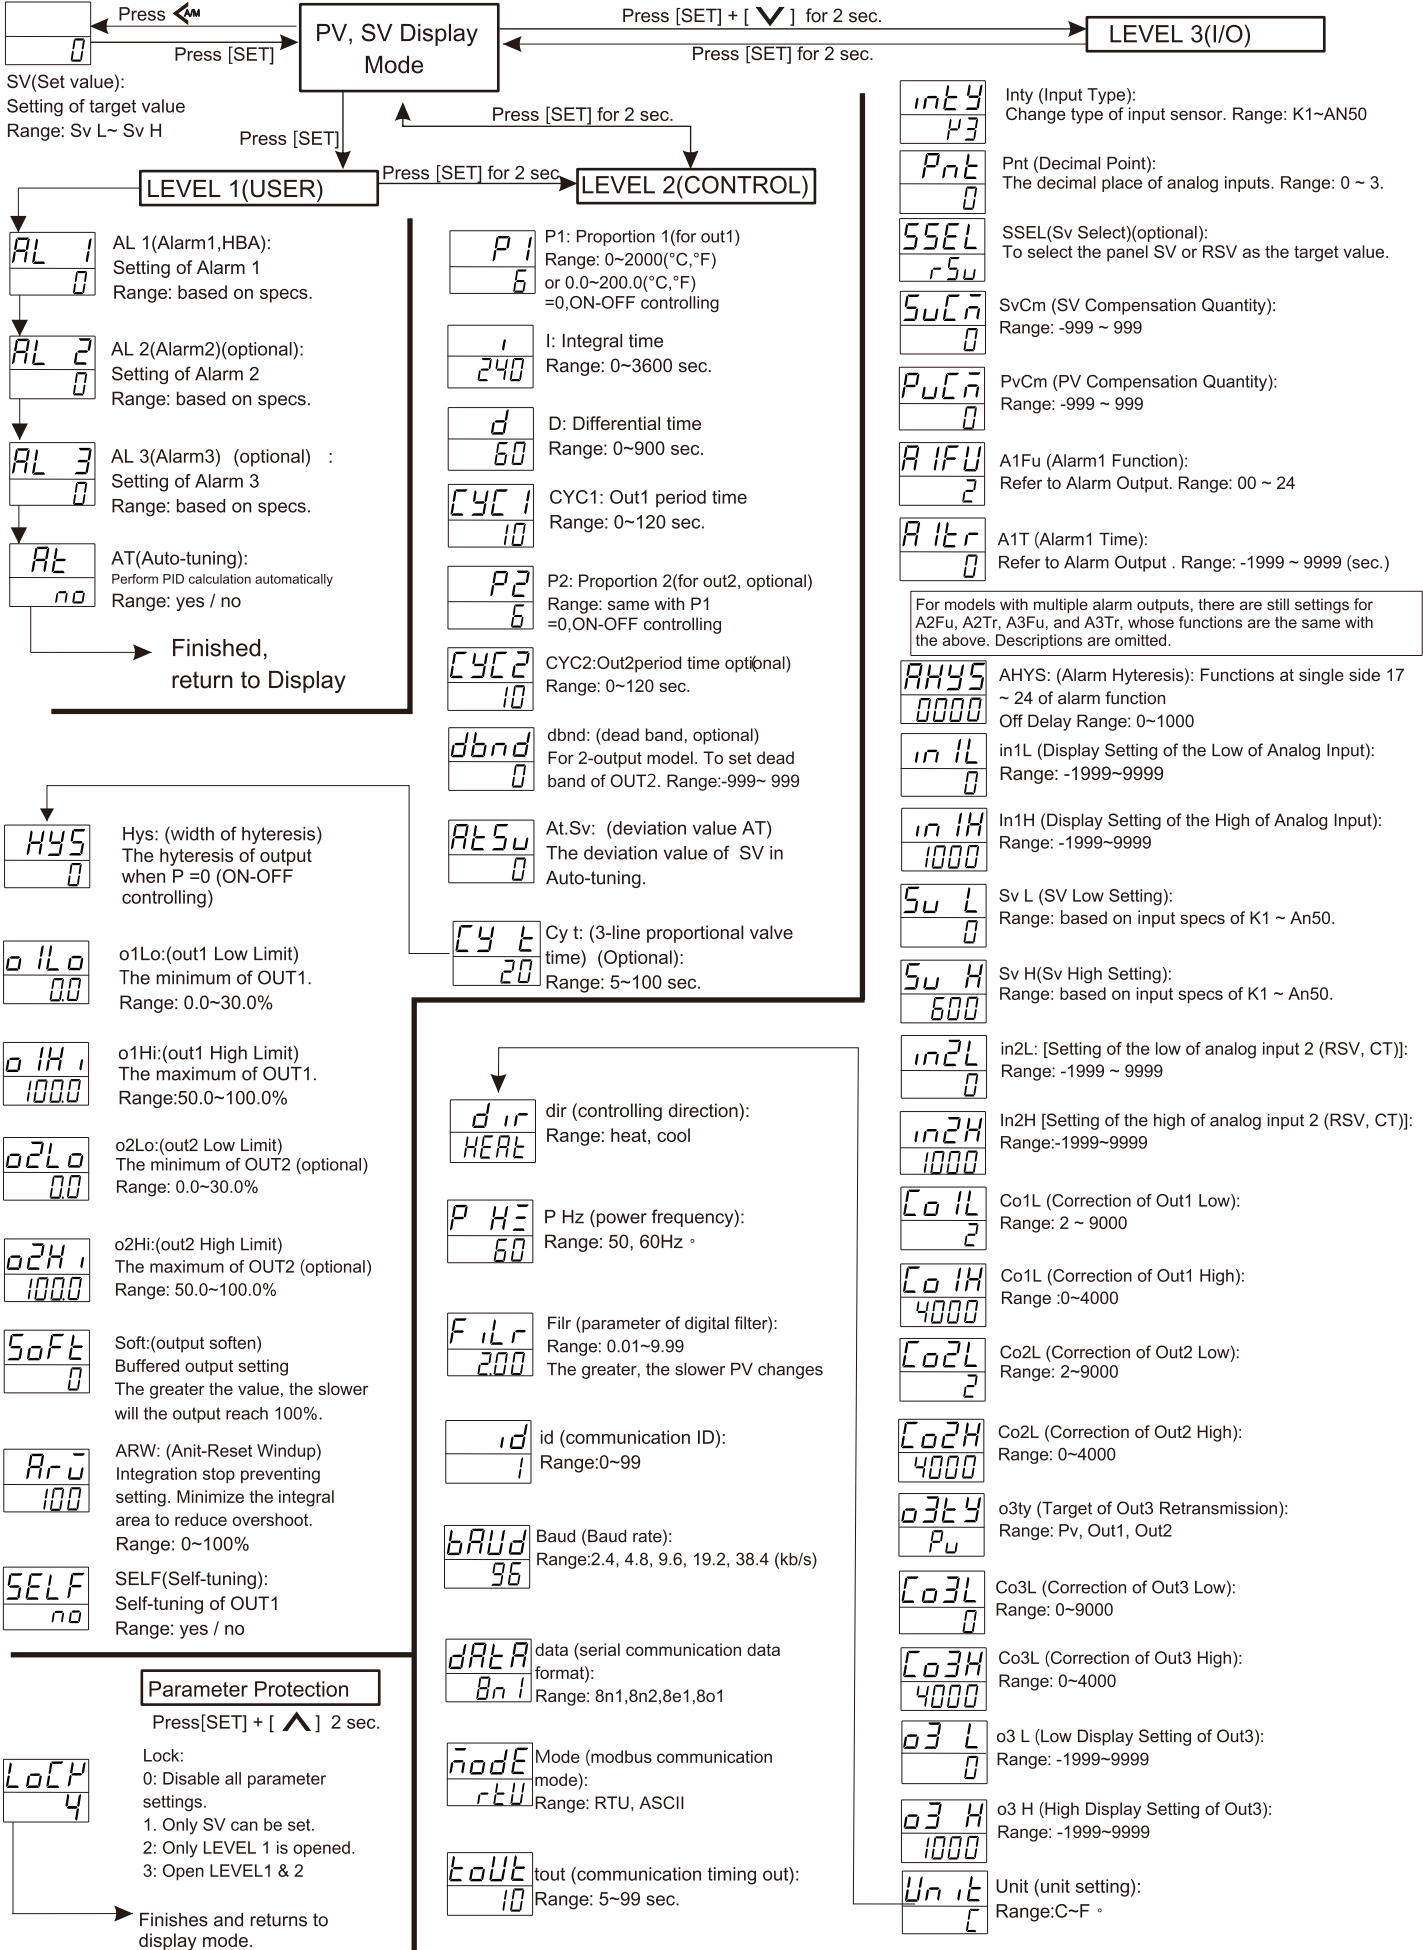 Press A/M
0
Press [SET]
SV(Set value):
Setting of target value
Range: Sv L~ Sv H
PV, SV Display
Mode
Press [SET] + [ ] for 2 sec.
Press [SET] for 2 sec.
LEVEL 3(I/O)
Press [SET]
Press [SET] for 2 sec.
LEVEL 1(USER)
Press [SET] for 2 sec
LEVEL 2(CONTROL)
AL 1
0
AL 1(Alarm1,HBA):
Setting of Alarm 1
Range: based on specs.
AL 2
0
AL 2(Alarm2)(optional):
Setting of Alarm 2
Range: based on specs.
AL 3
0
AL 3(Alarm3) (optional) :
Setting of Alarm 3
Range: based on specs.
At
no
AT(Auto-tuning):
Perform PID calculation automatically
Range: yes / no
Finished,
return to Display
P1
6
P1: Proportion 1(for out1)
Range: 0~2000(°C,°F)
or 0.0~200.0(°C,°F)
=0,ON-OFF controlling
i
240
I: Integral time
Range: 0~3600 sec.
d
60
D: Differential time
Range: 0~900 sec.
CYC1
10
CYC1: Out1 period time
Range: 0~120 sec.
P2
6
P2: Proportion 2(for out2, optional)
Range: same with P1
=0,ON-OFF controlling
CYC2
10
CYC2:Out2period time opti(onal)
Range: 0~120 sec.
dbnd
0
dbnd: (dead band, optional)
For 2-output model. To set dead
band of OUT2. Range:-999~ 999
AtSv
0
At.Sv: (deviation value AT)
The deviation value of SV in
Auto-tuning.
CY t
20
Cy t: (3-line proportional valve
time) (Optional):
Range: 5~100 sec.
HYS
0
Hys: (width of hyteresis)
The hyteresis of output
when P =0 (ON-OFF
controlling)
o1Lo
0.0
o1Lo:(out1 Low Limit)
The minimum of OUT1.
Range: 0.0~30.0%
o1Hi
100.0
o1Hi:(out1 High Limit)
The maximum of OUT1.
Range:50.0~100.0%
o2Lo
0.0
o2Lo:(out2 Low Limit)
The minimum of OUT2 (optional)
Range: 0.0~30.0%
o2Hi
100.0
o2Hi:(out2 High Limit)
The maximum of OUT2 (optional)
Range: 50.0~100.0%
SoFt
0
Soft:(output soften)
Buffered output setting
The greater the value, the slower
will the output reach 100%.
Arw
100
ARW: (Anit-Reset Windup)
Integration stop preventing
setting. Minimize the integral
area to reduce overshoot.
Range: 0~100%
SELF
no
SELF(Self-tuning):
Self-tuning of OUT1
Range: yes / no
Parameter Protection
Press[SET] + [ ] 2 sec.
LoCK
4
Lock:
0: Disable all parameter
settings.
1. Only SV can be set.
2: Only LEVEL 1 is opened.
3: Open LEVEL1 & 2
Finishes and returns to
display mode.
dir
HEAt
dir (controlling direction):
Range: heat, cool
P HZ
60
P Hz (power frequency):
Range: 50, 60Hz 。
FiLr
2.00
Filr (parameter of digital filter):
Range: 0.01~9.99
The greater, the slower PV changes
id
1
id (communication ID):
Range:0~99
bAUd
96
Baud (Baud rate):
Range:2.4, 4.8, 9.6, 19.2, 38.4 (kb/s)
dAtA
8n1
data (serial communication data
format):
Range: 8n1,8n2,8e1,8o1
modE
rtU
Mode (modbus communication
mode):
Range: RTU, ASCII
toUt
10
tout (communication timing out):
Range: 5~99 sec.
intY
K3
Inty (Input Type):
Change type of input sensor. Range: K1~AN50
Pnt
0
Pnt (Decimal Point):
The decimal place of analog inputs. Range: 0 ~ 3.
SSEL
rSv
SSEL(Sv Select)(optional):
To select the panel SV or RSV as the target value.
SvCm
0
SvCm (SV Compensation Quantity):
Range: -999 ~ 999
PvCm
0
PvCm (PV Compensation Quantity):
Range: -999 ~ 999
A1FU
2
A1Fu (Alarm1 Function):
Refer to Alarm Output. Range: 00 ~ 24
A1tr
0
A1T (Alarm1 Time):
Refer to Alarm Output . Range: -1999 ~ 9999 (sec.)
For models with multiple alarm outputs, there are still settings for
A2Fu, A2Tr, A3Fu, and A3Tr, whose functions are the same with
the above. Descriptions are omitted.
AHYS
0000
AHYS: (Alarm Hyteresis): Functions at single side 17
~ 24 of alarm function
Off Delay Range: 0~1000
in1L
0
in1L (Display Setting of the Low of Analog Input):
Range: -1999~9999
in1H
1000
In1H (Display Setting of the High of Analog Input):
Range: -1999~9999
Sv L
0
Sv L (SV Low Setting):
Range: based on input specs of K1 ~ An50.
Sv H
600
Sv H(Sv High Setting):
Range: based on input specs of K1 ~ An50.
in2L
0
in2L: [Setting of the low of analog input 2 (RSV, CT)]:
Range: -1999 ~ 9999
in2H
1000
In2H [Setting of the high of analog input 2 (RSV, CT)]:
Range:-1999~9999
Co1L
2
Co1L (Correction of Out1 Low):
Range: 2 ~ 9000
Co1H
4000
Co1L (Correction of Out1 High):
Range :0~4000
Co2L
2
Co2L (Correction of Out2 Low):
Range: 2~9000
Co2H
4000
Co2L (Correction of Out2 High):
Range: 0~4000
o3tY
Pv
o3ty (Target of Out3 Retransmission):
Range: Pv, Out1, Out2
Co3L
0
Co3L (Correction of Out3 Low):
Range: 0~9000
Co3H
4000
Co3L (Correction of Out3 High):
Range: 0~4000
o3 L
0
o3 L (Low Display Setting of Out3):
Range: -1999~9999
o3 H
1000
o3 H (High Display Setting of Out3):
Range: -1999~9999
Unit
C
Unit (unit setting):
Range:C~F 。